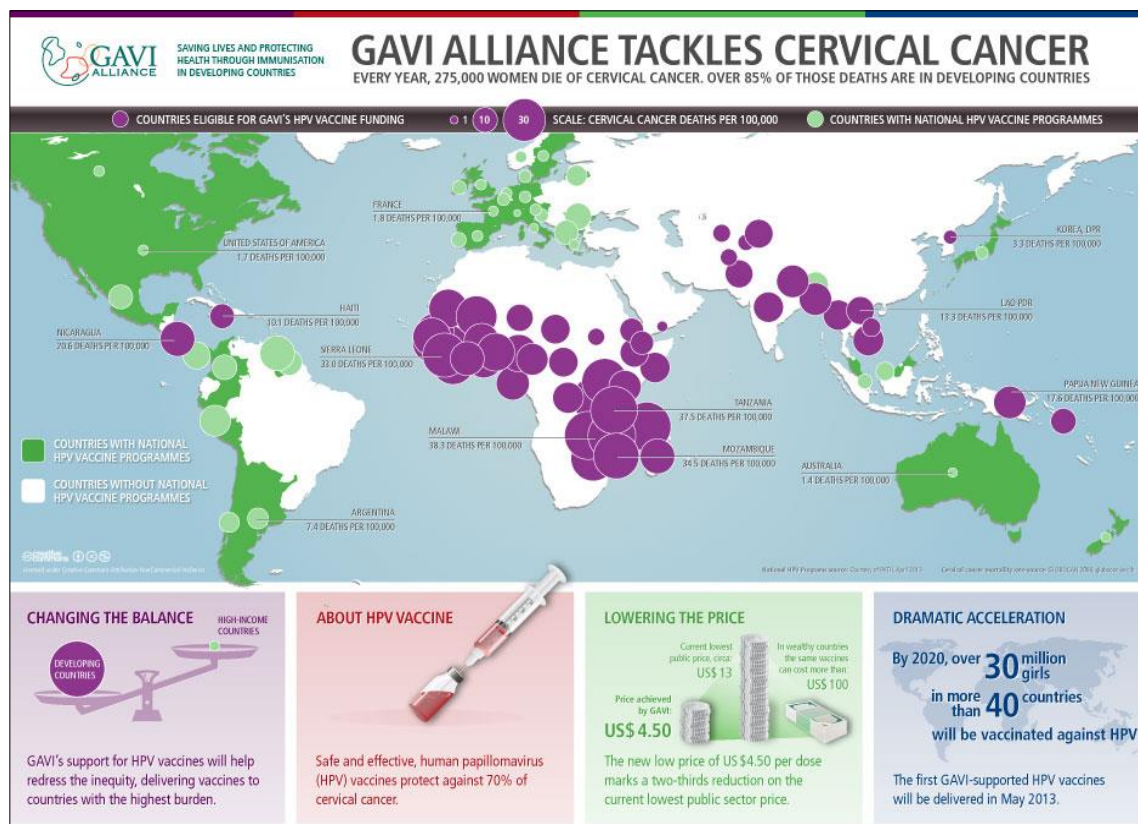 GAVI
ALLIANCE
SAVING LIVES AND PROTECTING
HEALTH THROUGH IMMUNISATION
IN DEVELOPING COUNTRIES
GAVI ALLIANCE TACKLES CERVICAL CANCER
EVERY YEAR, 275,000 WOMEN DIE OF CERVICAL CANCER. OVER 85% OF THOSE DEATHS ARE IN DEVELOPING COUNTRIES
COUNTRIES ELIGIBLE FOR GAVI'S HPV VACCINE FUNDING
1 10 30 SCALE: CERVICAL CANCER DEATHS PER 100,000
COUNTRIES WITH NATIONAL HPV VACCINE PROGRAMMES
FRANCE
1.8 DEATHS PER 100,000
UNITED STATES OF AMERICA
1.7 DEATHS PER 100,000
KOREA, DPR
3.3 DEATHS PER 100,000
HAITI
10.1 DEATHS PER 100,000
LAO PDR
13.3 DEATHS PER 100,000
NICARAGUA
20.6 DEATHS PER 100,000
SIERRA LEONE
33.0 DEATHS PER 100,000
PAPUA NEW GUINEA
17.6 DEATHS PER 100,000
TANZANIA
37.5 DEATHS PER 100,000
MALAWI
38.3 DEATHS PER 100,000
MOZAMBIQUE
34.5 DEATHS PER 100,000
AUSTRALIA
1.4 DEATHS PER 100,000
COUNTRIES WITH NATIONAL
HPV VACCINE PROGRAMMES
COUNTRIES WITHOUT NATIONAL
HPV VACCINE PROGRAMMES
ARGENTINA
7.4 DEATHS PER 100,000
creative
commons
CHANGING THE BALANCE
HIGH-INCOME
COUNTRIES
DEVELOPING
COUNTRIES
GAVI's support for HPV vaccines will help
redress the inequity, delivering vaccines to
countries with the highest burden.
ABOUT HPV VACCINE
Safe and effective, human papillomavirus
(HPV) vaccines protect against 70% of
cervical cancer.
LOWERING THE PRICE
Current lowest
public price, circa:
US$ 13
In wealthy countries
the same vaccines
can cost more than:
US$ 100
Price achieved
by GAVI:
US$ 4.50
The new low price of US $4.50 per dose
marks a two-thirds reduction on the
current lowest public sector price.
DRAMATIC ACCELERATION
By 2020, over 30 million
girls
in more
than 40 countries
will be vaccinated against HPV
The first GAVI-supported HPV vaccines
will be delivered in May 2013.